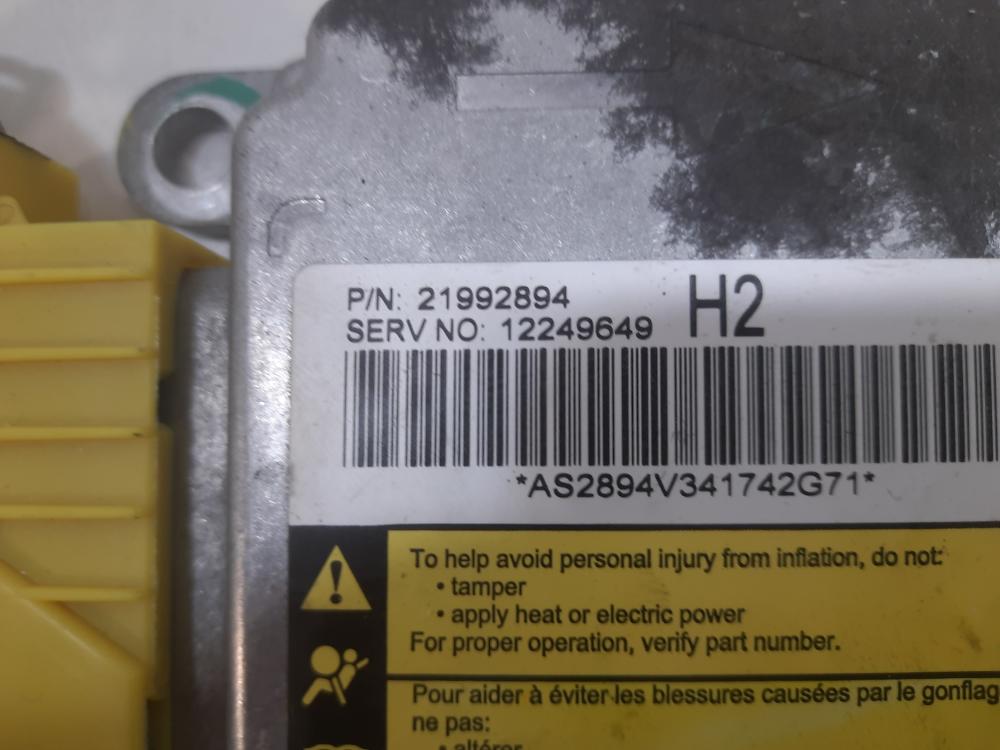 P/N: 21992894
SERV NO: 12249649
H2
*AS2894V341742G71*
To help avoid personal injury from inflation, do not:
• tamper
• apply heat or electric power
For proper operation, verify part number.
Pour aider à éviter les blessures causées par le gonflag
ne pas:
• altérer